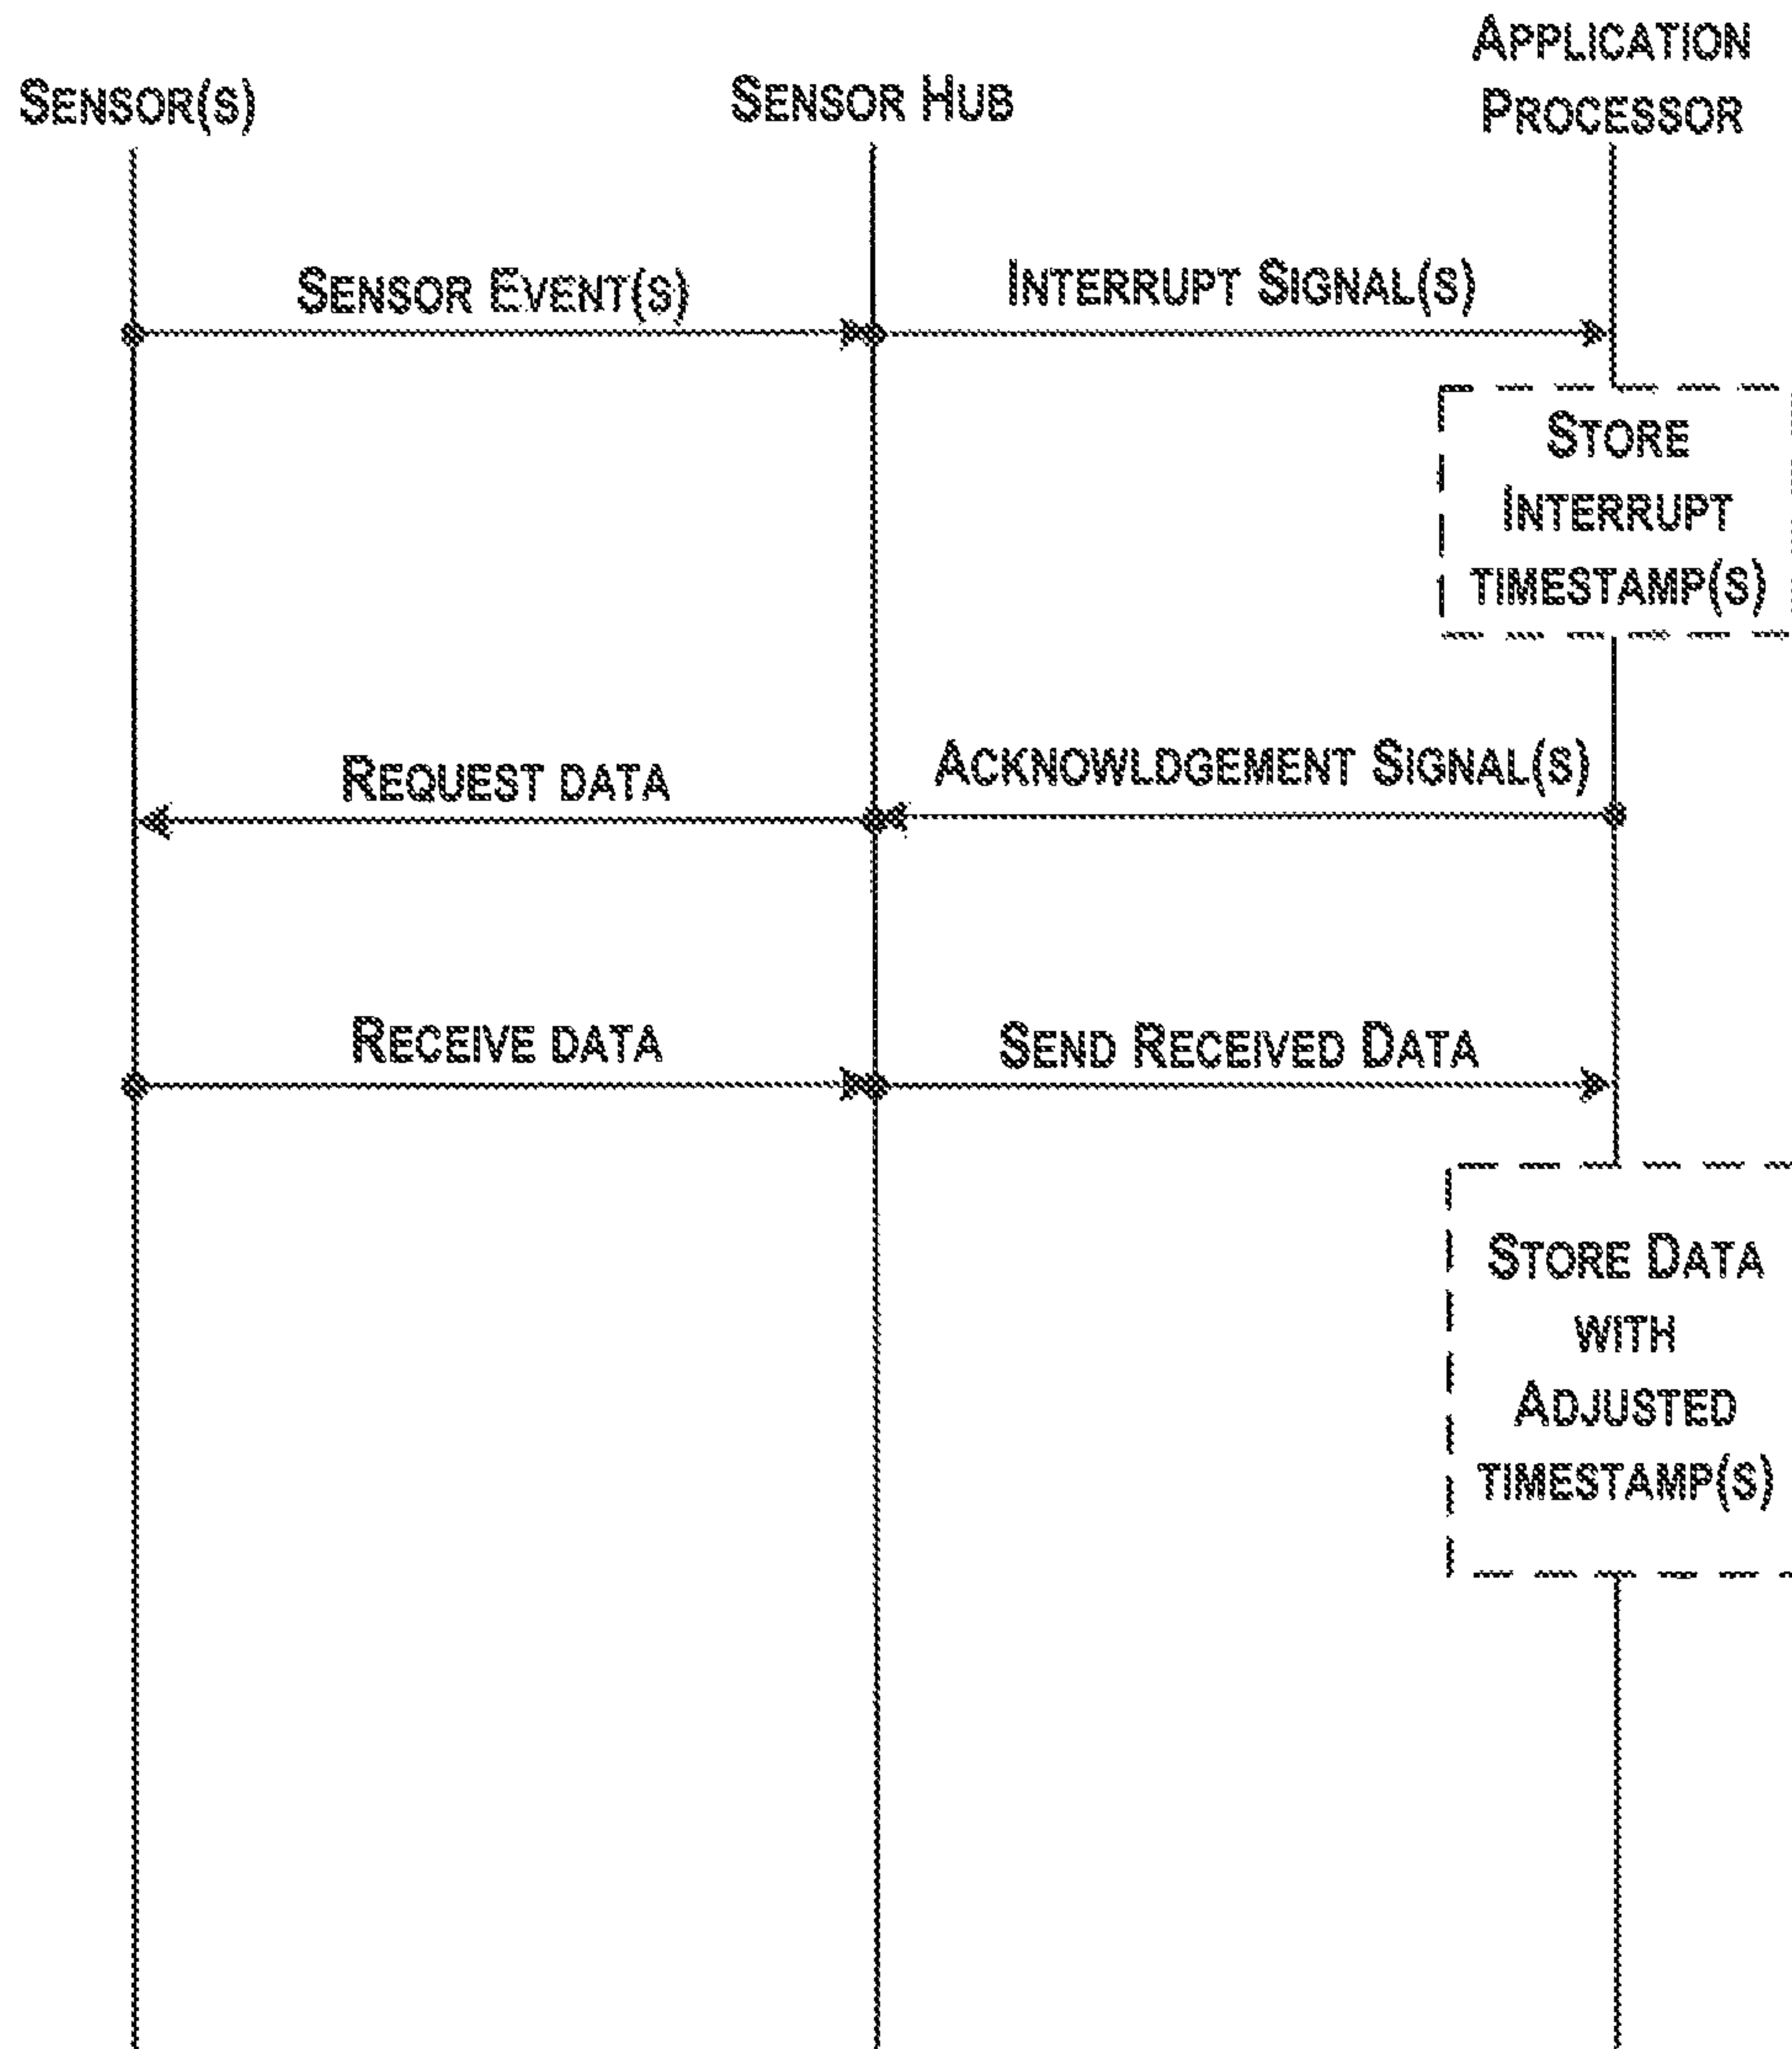 SENSOR(S)
SENSOR HUB
APPLICATION
PROCESSOR
SENSOR EVENT(S)
INTERRUPT SIGNAL(S)
STORE
INTERRUPT
TIMESTAMP(S)
REQUEST DATA
ACKNOWLDGEMENT SIGNAL(S)
RECEIVE DATA
SEND RECEIVED DATA
STORE DATA
WITH
ADJUSTED
TIMESTAMP(S)